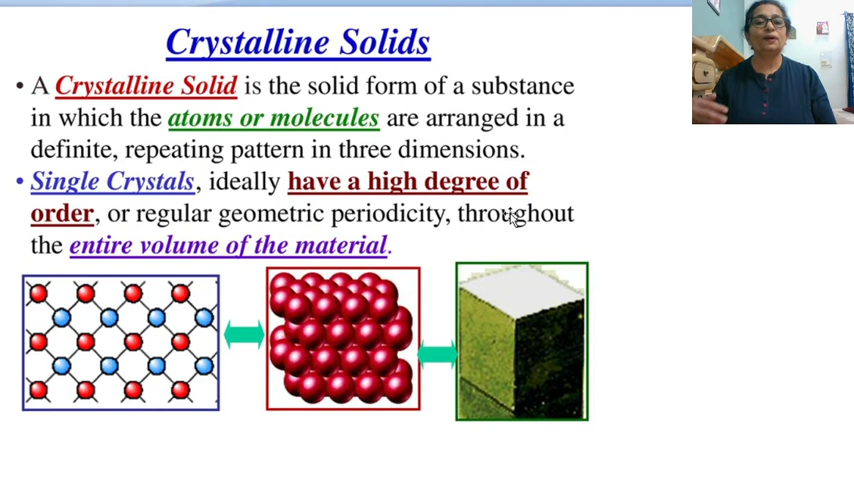 Crystalline Solids
• A Crystalline Solid is the solid form of a substance
in which the atoms or molecules are arranged in a
definite, repeating pattern in three dimensions.
• Single Crystals, ideally have a high degree of
order, or regular geometric periodicity, throughout
the entire volume of the material.